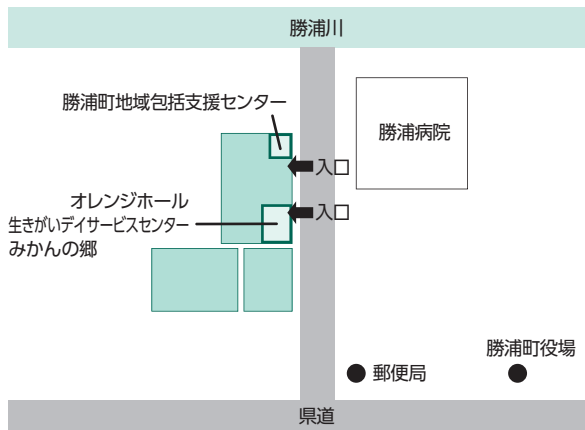 勝浦川
勝浦町地域包括支援センター
勝浦病院
入口
オレンジホール
生きがいデイサービスセンター
みかんの郷
入口
勝浦町役場
郵便局
県道